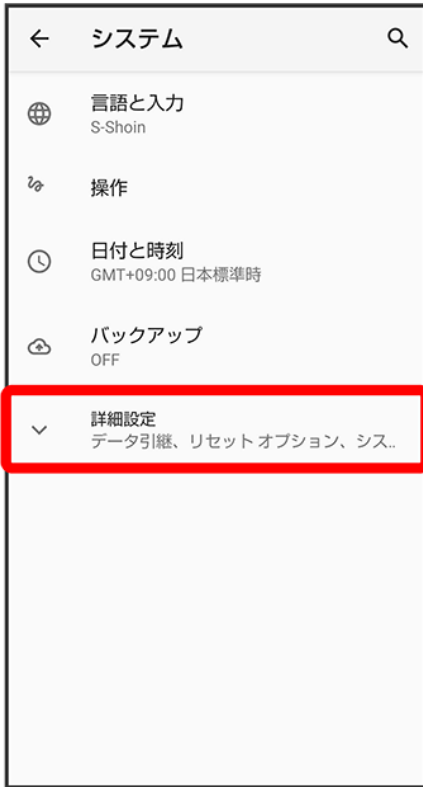 システム
言語と入力
S-Shoin
操作
日付と時刻
GMT+09:00 日本標準時
バックアップ
OFF
詳細設定
データ引継、リセット オプション、シス..